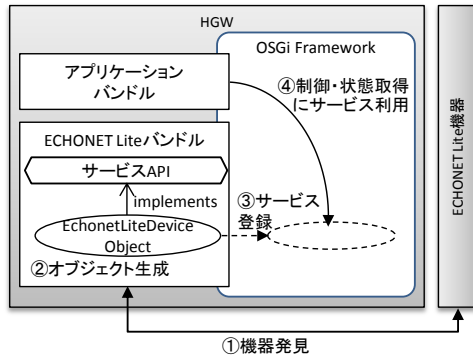 HGW
OSGi Framework
アプリケーション
バンドル
④制御・状態取得
にサービス利用
ECHONET Liteバンドル
サービスAPI
implements
EchonetLiteDevice
Object
③サービス
登録
②オブジェクト生成
①機器発見
ECHONET Lite機器